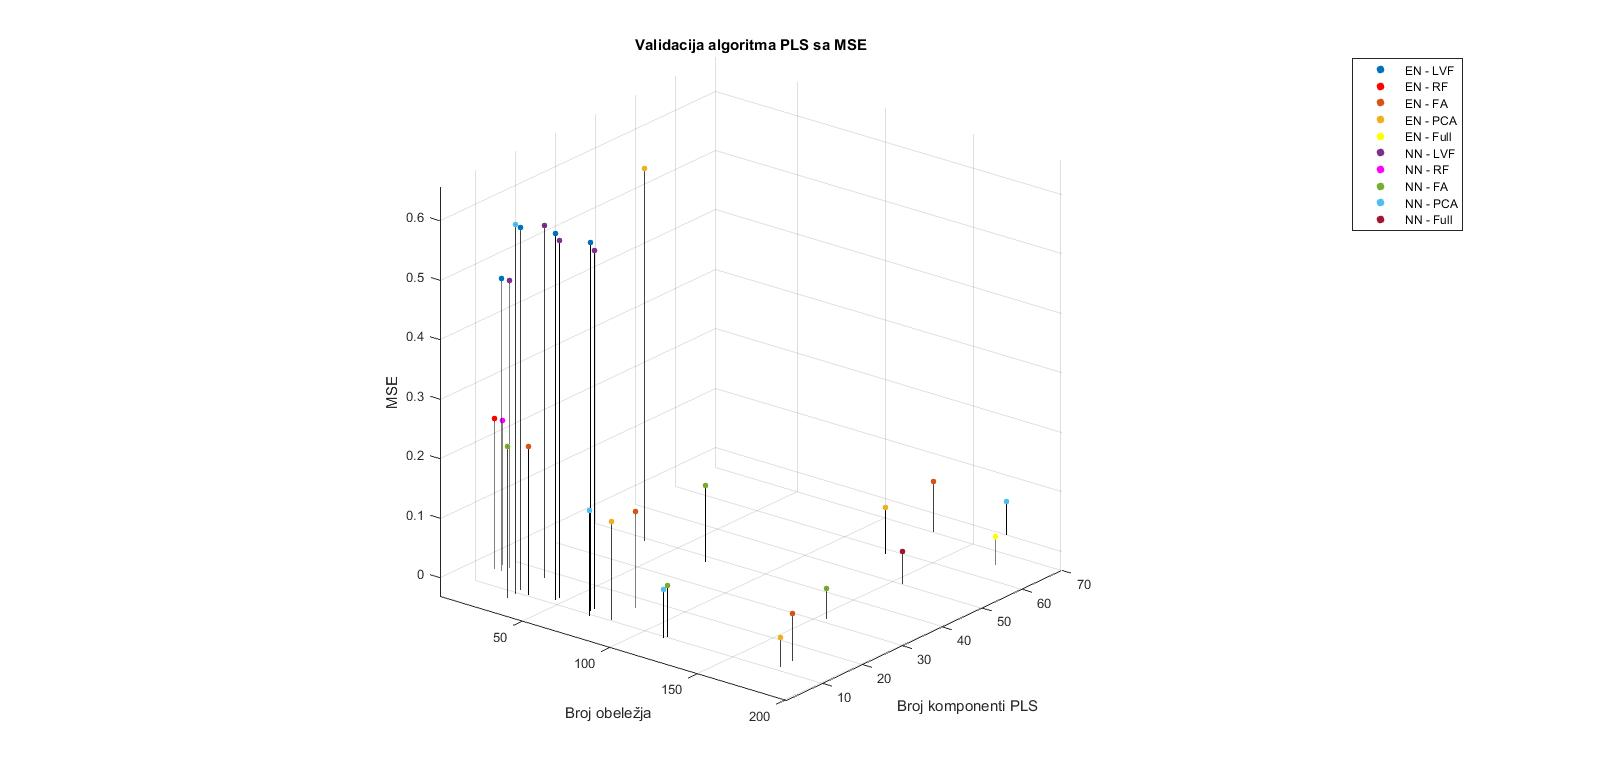 Validacija algoritma PLS sa MSE
EN - LVF
EN - RF
EN - FA
EN - PCA
EN - Full
NN - LVF
NN - RF
NN - FA
NN - PCA
NN - Full
MSE
0.6
0.5
0.4
0.3
0.2
0.1
0
50
100
150
200
Broj obeležja
10
20
30
40
50
60
70
Broj komponenti PLS